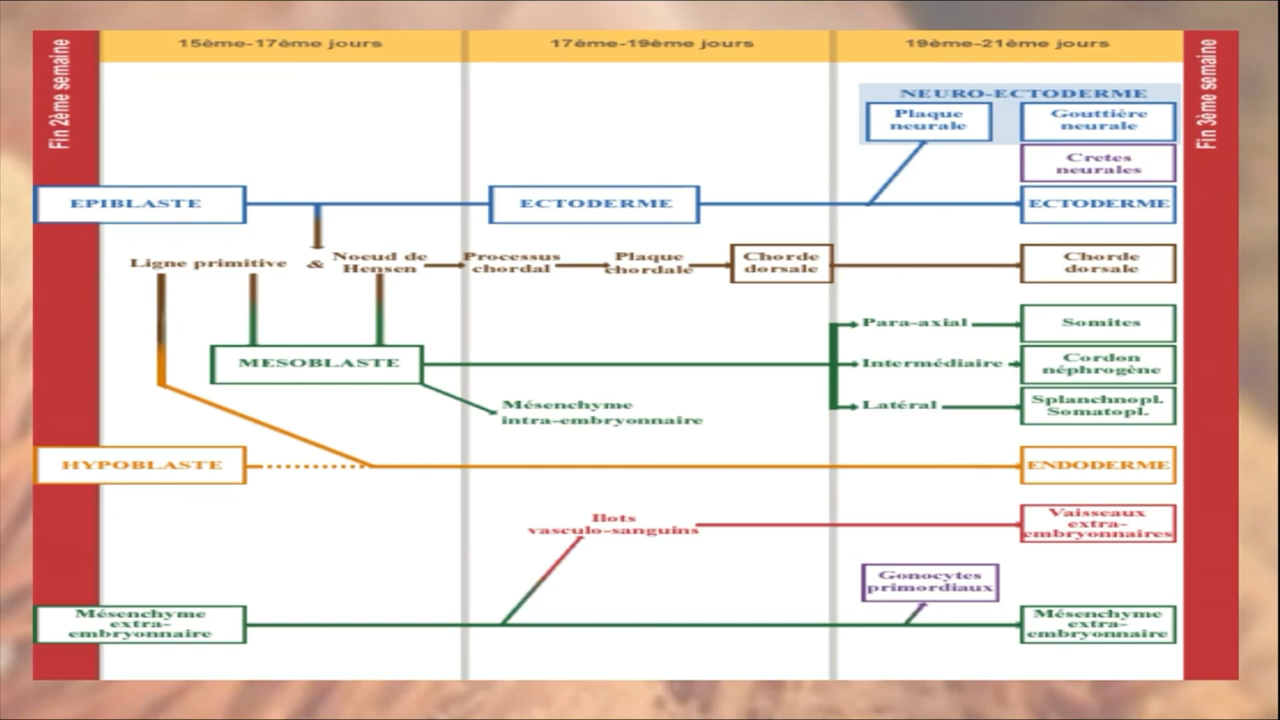 15ème-17ème jours
17ème-19ème jours
19ème-21ème jours
Fin 2ème semaine
Fin 3ème semaine
NEURO-ECTODERME
Plaque
neurale
Gouttière
neurale
Cretes
neurales
EPIBLASTE
ECTODERME
ECTODERME
Ligne primitive
&
Noeud de
Hensen
Processus
chordal
Plaque
chordale
Chorde
dorsale
Chorde
dorsale
Para-axial
Somites
MESOBLASTE
Intermédiaire
Cordon
néphrogène
Latéral
Splanchnopl.
Somatopl.
Mésenchyme
intra-embryonnaire
HYPOBLASTE
ENDODERME
Ilots
vasculo-sanguins
Vaisseaux
extra-
embryonnaires
Gonocytes
primordiaux
Mésenchyme
extra-
embryonnaire
Mésenchyme
extra-
embryonnaire